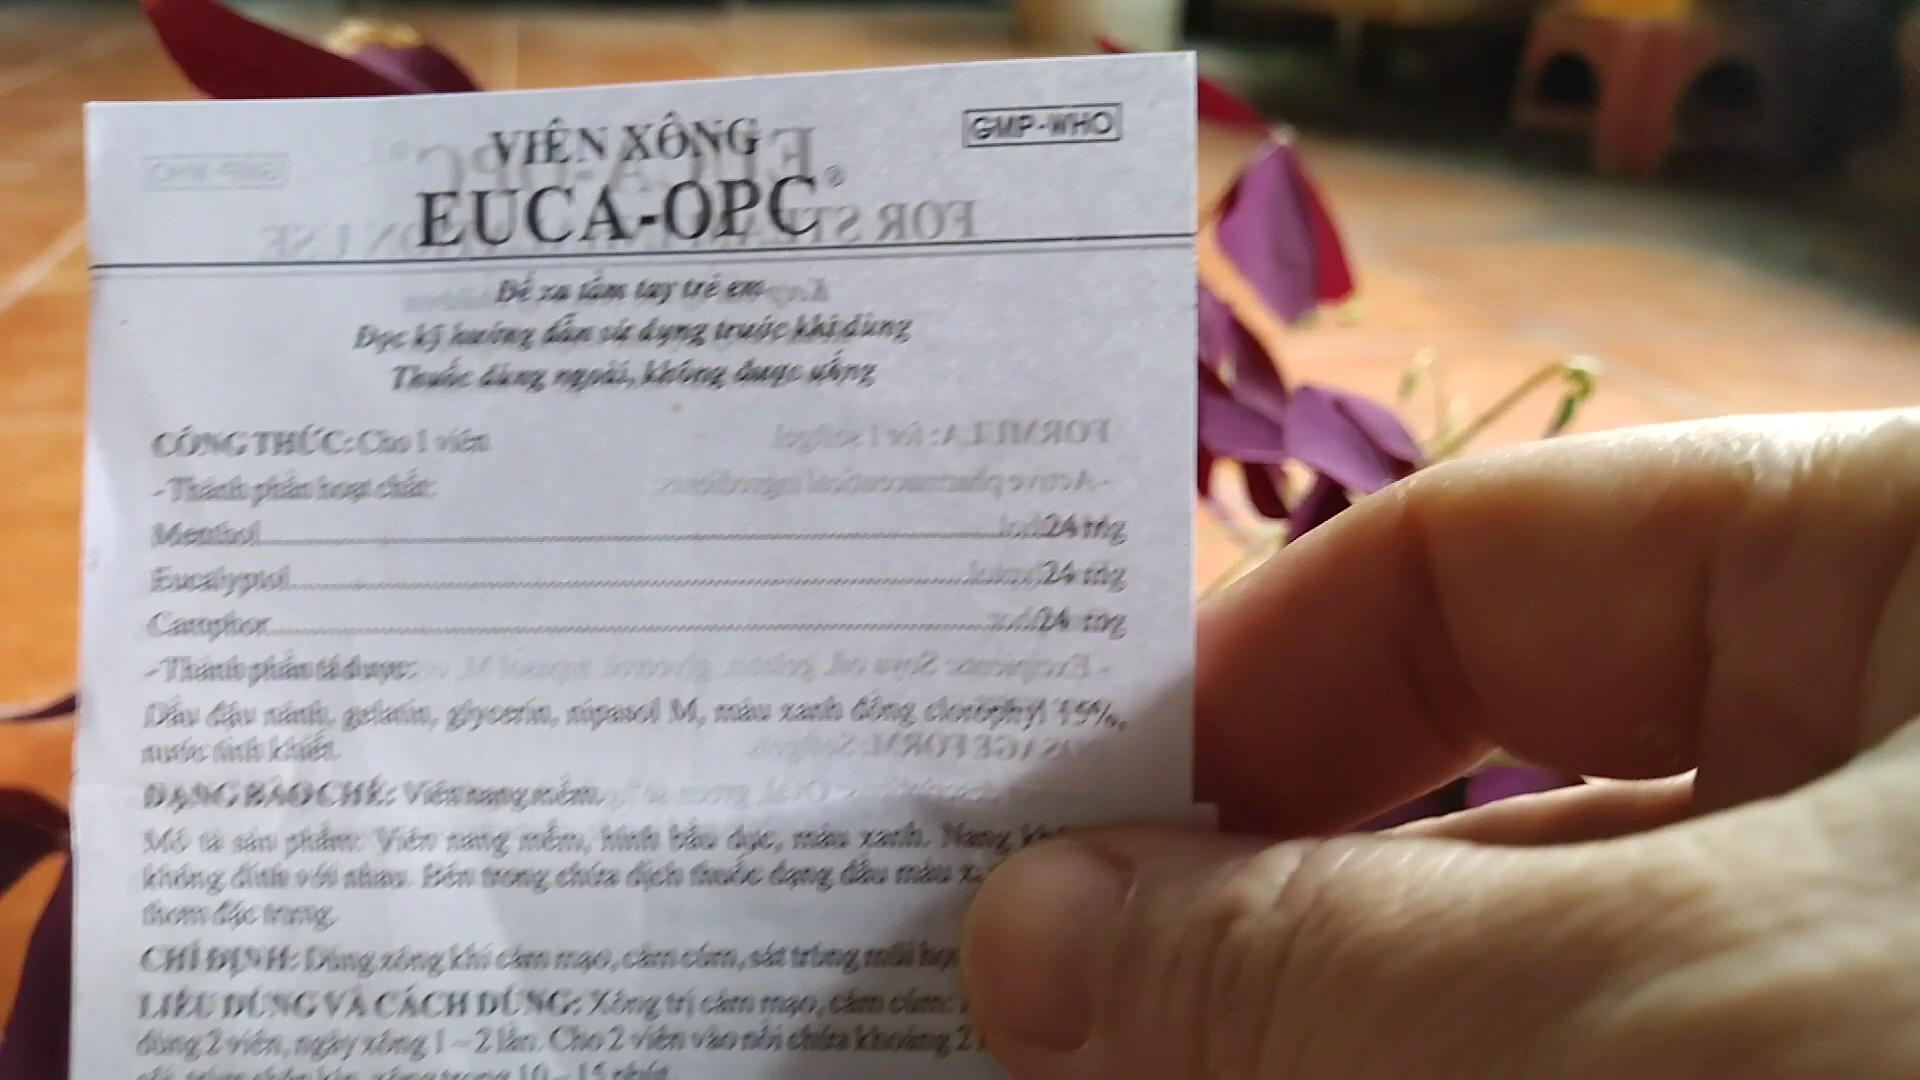 VIÊN XÔNG
GMP-WHO
EUCA-OPC®
Để xa tầm tay trẻ em
Đọc kỹ hướng dẫn sử dụng trước khi dùng
Thuốc dùng ngoài, không được uống
CÔNG THỨC: Cho 1 viên
- Thành phần hoạt chất:
Menthol 24 mg
Eucalyptol 24 mg
Camphor 24 mg
- Thành phần tá dược:
Dầu đậu nành, gelatin, glycerin, nipasol M, màu xanh đồng clorophyl 15%,
nước tinh khiết.
DẠNG BÀO CHẾ: Viên nang mềm.
Mô tả sản phẩm: Viên nang mềm, hình bầu dục, màu xanh. Nang
không dính với nhau. Bên trong chứa dịch thuốc dạng dầu màu
thơm đặc trưng.
CHỈ ĐỊNH: Dùng xông khi cảm mạo, cảm cúm, sát trùng mũi
LIỀU DÙNG VÀ CÁCH DÙNG: Xông trị cảm mạo, cảm cúm:
dùng 2 viên, ngày xông 1 – 2 lần. Cho 2 viên vào nồi chứa khoảng 2
xông trong 10 – 15 phút.